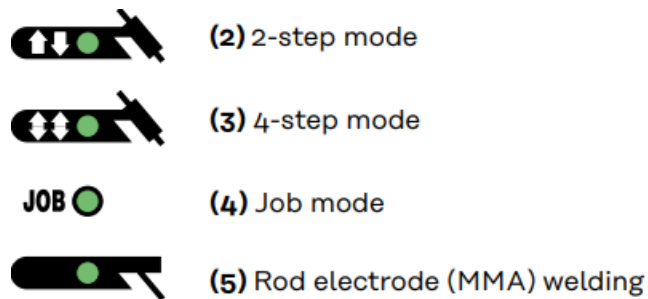 (2) 2-step mode
(3) 4-step mode
JOB (4) Job mode
(5) Rod electrode (MMA) welding